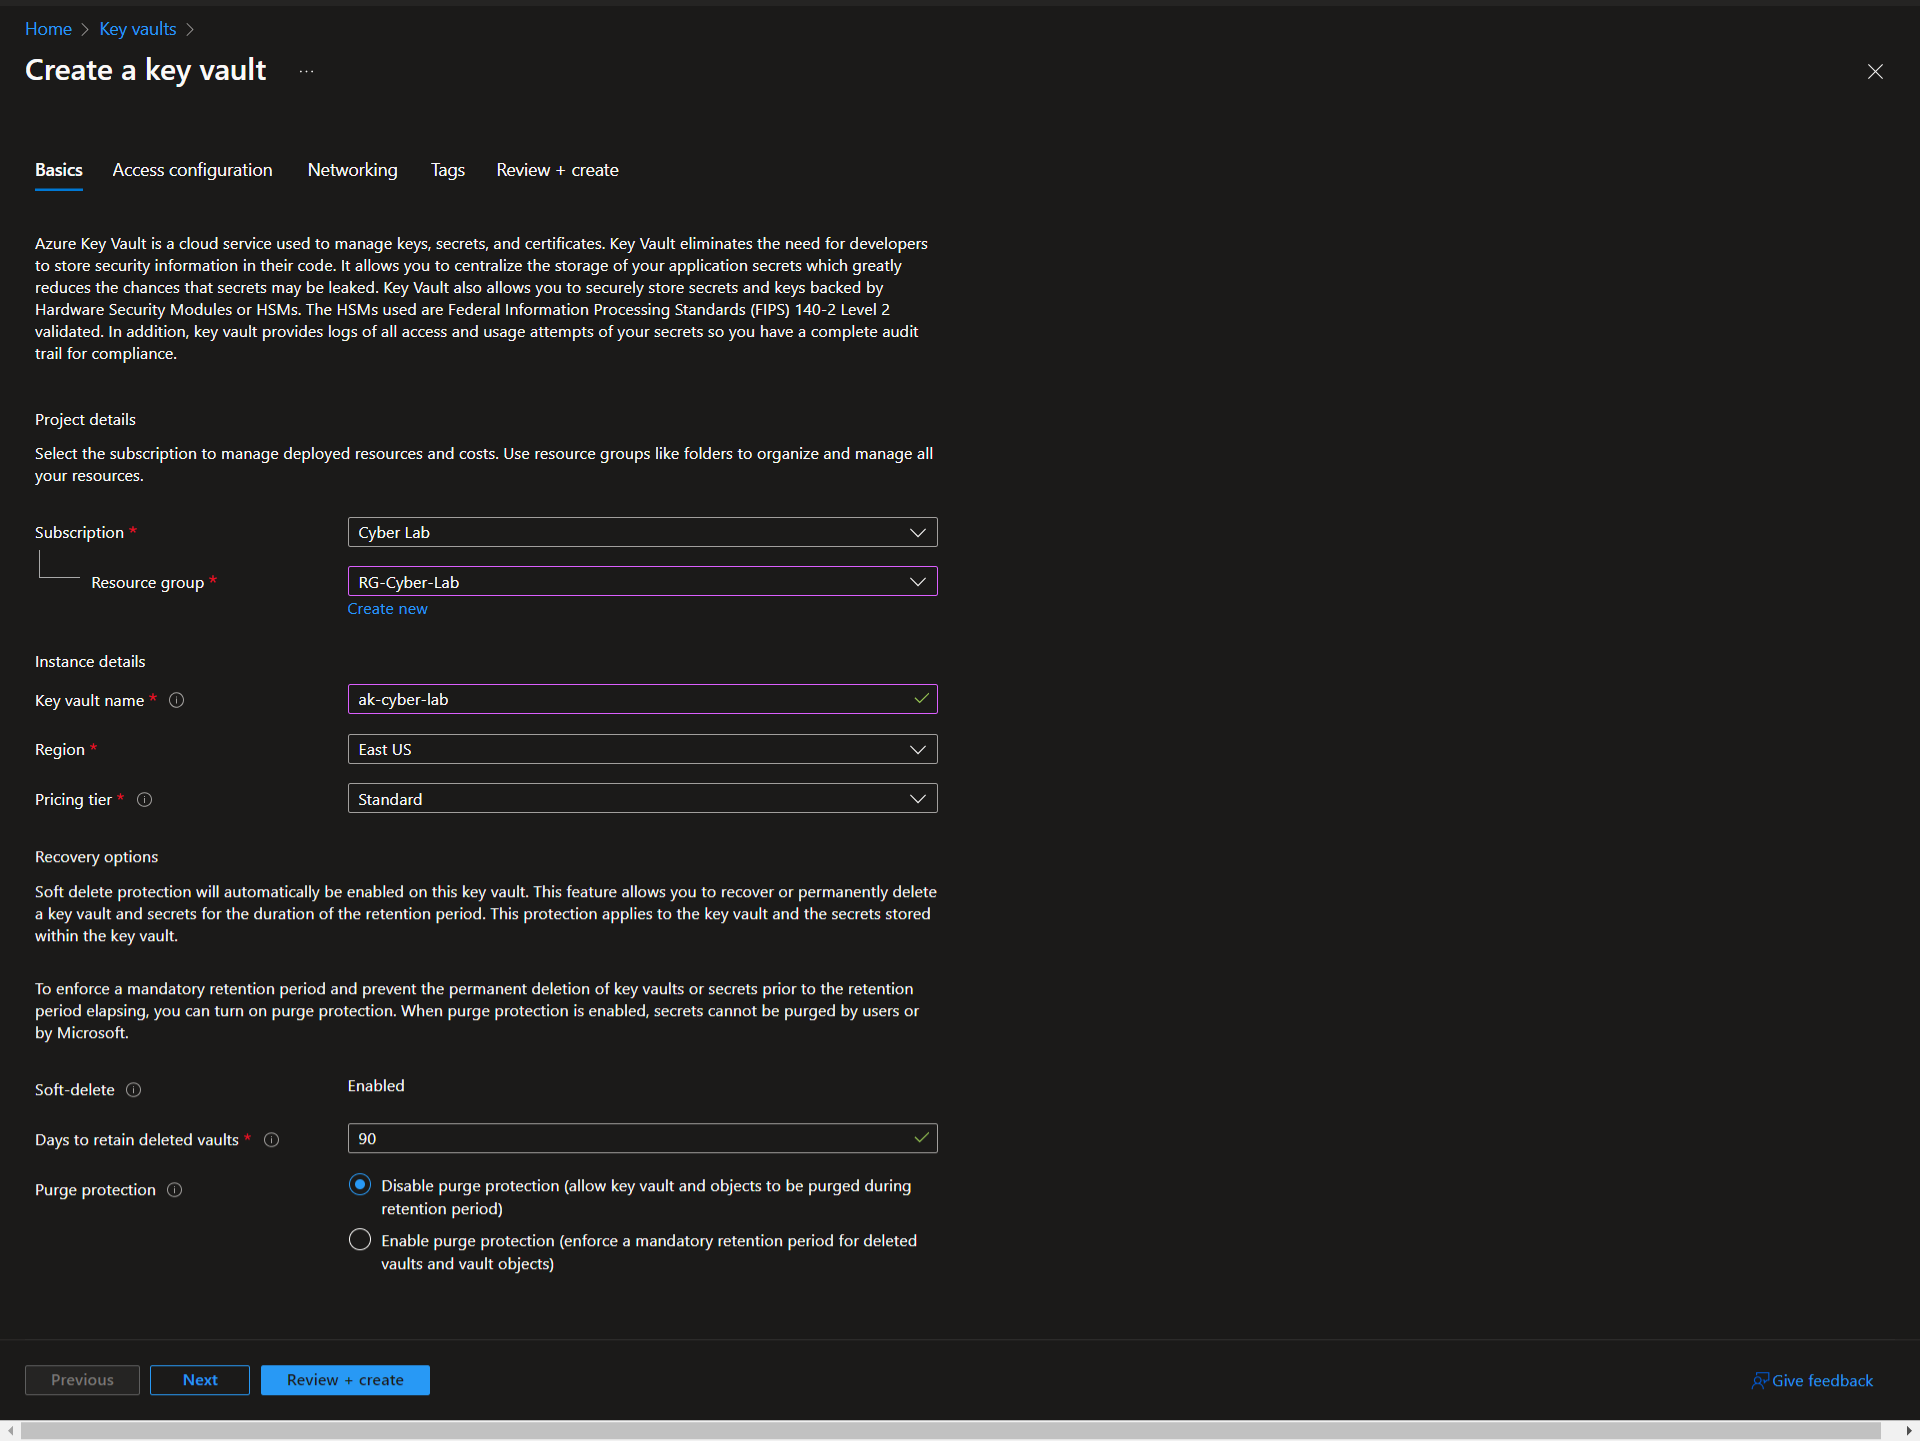 Home > Key vaults >
Create a key vault ...
Basics Access configuration Networking Tags Review + create
Azure Key Vault is a cloud service used to manage keys, secrets, and certificates. Key Vault eliminates the need for developers
to store security information in their code. It allows you to centralize the storage of your application secrets which greatly
reduces the chances that secrets may be leaked. Key Vault also allows you to securely store secrets and keys backed by
Hardware Security Modules or HSMs. The HSMs used are Federal Information Processing Standards (FIPS) 140-2 Level 2
validated. In addition, key vault provides logs of all access and usage attempts of your secrets so you have a complete audit
trail for compliance.
Project details
Select the subscription to manage deployed resources and costs. Use resource groups like folders to organize and manage all
your resources.
Subscription * Cyber Lab
Resource group * RG-Cyber-Lab
Create new
Instance details
Key vault name * ak-cyber-lab
Region * East US
Pricing tier * Standard
Recovery options
Soft delete protection will automatically be enabled on this key vault. This feature allows you to recover or permanently delete
a key vault and secrets for the duration of the retention period. This protection applies to the key vault and the secrets stored
within the key vault.
To enforce a mandatory retention period and prevent the permanent deletion of key vaults or secrets prior to the retention
period elapsing, you can turn on purge protection. When purge protection is enabled, secrets cannot be purged by users or
by Microsoft.
Soft-delete Enabled
Days to retain deleted vaults * 90
Purge protection Disable purge protection (allow key vault and objects to be purged during
retention period)
Enable purge protection (enforce a mandatory retention period for deleted
vaults and vault objects)
Previous Next Review + create Give feedback